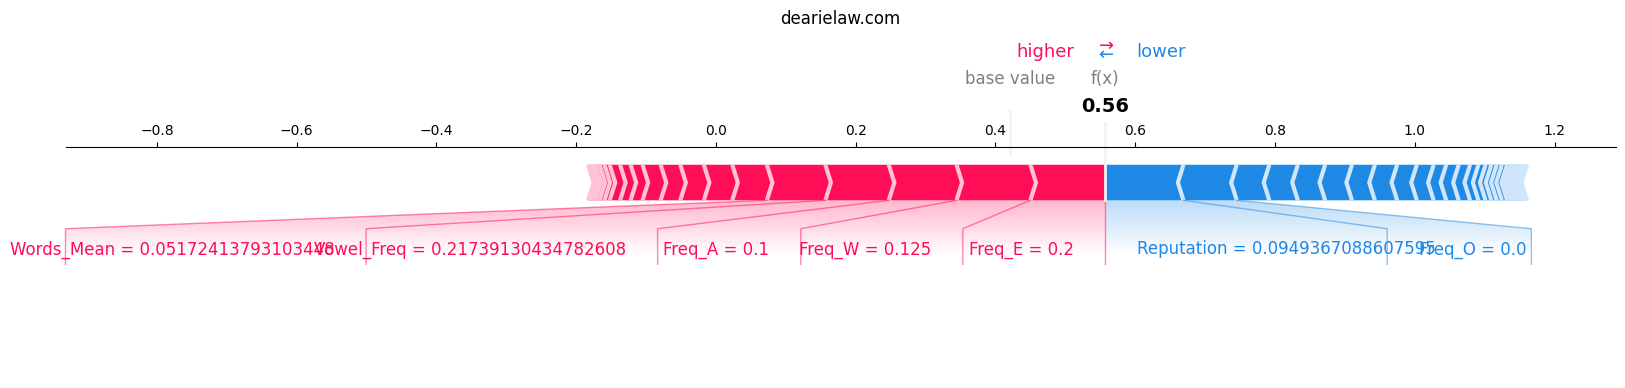 dearielaw.com
higher → ← lower
base value f(x)
0.56
−0.8 −0.6 −0.4 −0.2 0.0 0.2 0.4 0.6 0.8 1.0 1.2
Words_Mean = 0.05172413793103448 Vowel_Freq = 0.21739130434782608 Freq_A = 0.1 Freq_W = 0.125 Freq_E = 0.2 Reputation = 0.0949367088607595 Freq_O = 0.0